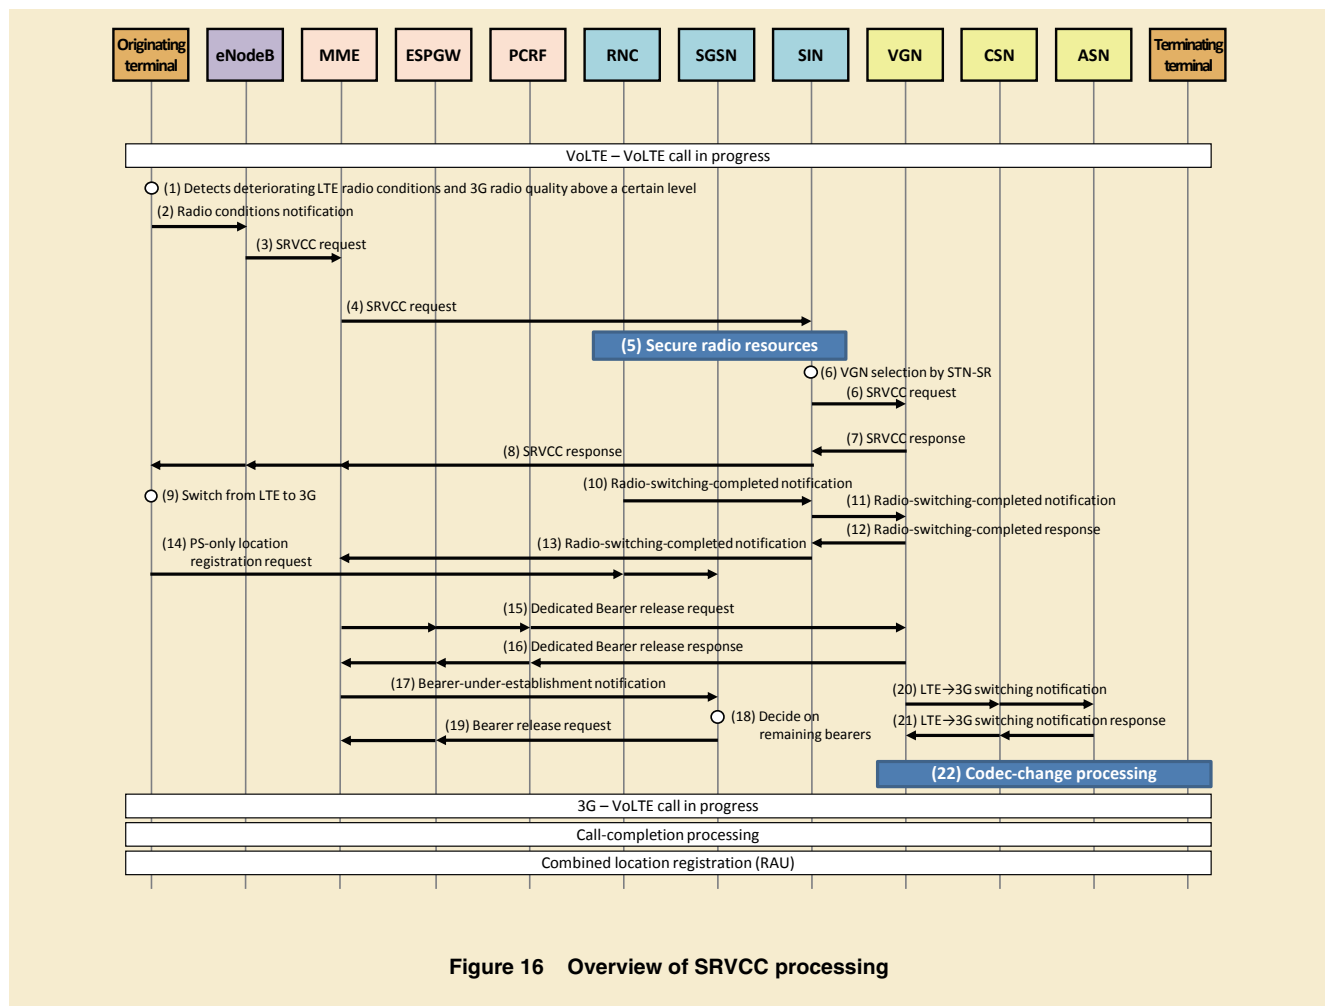 Originating
terminal
eNodeB
MME
ESPGW
PCRF
RNC
SGSN
SIN
VGN
CSN
ASN
Terminating
terminal
VoLTE – VoLTE call in progress
(1) Detects deteriorating LTE radio conditions and 3G radio quality above a certain level
(2) Radio conditions notification
(3) SRVCC request
(4) SRVCC request
(5) Secure radio resources
(6) VGN selection by STN-SR
(6) SRVCC request
(7) SRVCC response
(8) SRVCC response
(9) Switch from LTE to 3G
(10) Radio-switching-completed notification
(11) Radio-switching-completed notification
(12) Radio-switching-completed response
(13) Radio-switching-completed notification
(14) PS-only location
registration request
(15) Dedicated Bearer release request
(16) Dedicated Bearer release response
(17) Bearer-under-establishment notification
(18) Decide on
remaining bearers
(19) Bearer release request
(20) LTE→3G switching notification
(21) LTE→3G switching notification response
(22) Codec-change processing
3G – VoLTE call in progress
Call-completion processing
Combined location registration (RAU)
Figure 16 Overview of SRVCC processing